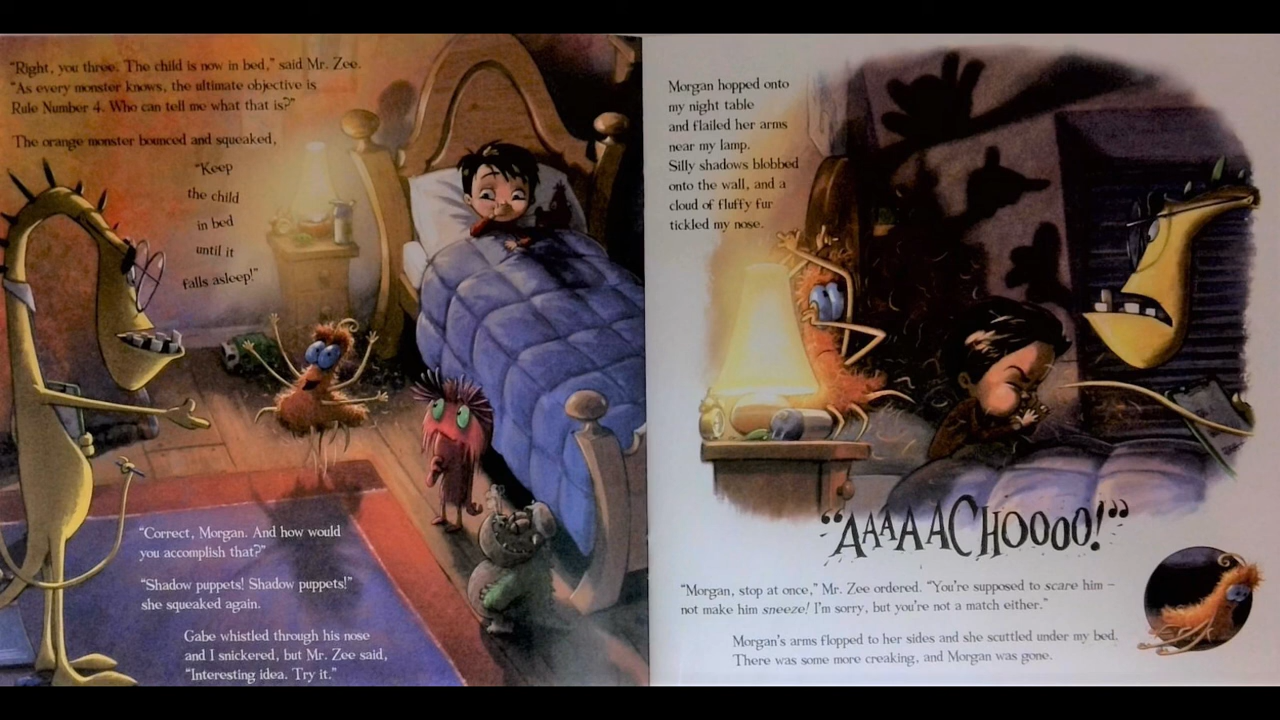 "Right, you three. The child is now in bed," said Mr. Zee.
"As every monster knows, the ultimate objective is
Rule Number 4. Who can tell me what that is?"
The orange monster bounced and squeaked,
"Keep
the child
in bed
until it
falls asleep!"
"Correct, Morgan. And how would
you accomplish that?"
"Shadow puppets! Shadow puppets!"
she squeaked again.
Gabe whistled through his nose
and I snickered, but Mr. Zee said,
"Interesting idea. Try it."
Morgan hopped onto
my night table
and flailed her arms
near my lamp.
Silly shadows blobbed
onto the wall, and a
cloud of fluffy fur
tickled my nose.
"AAAAACHOOOO!"
"Morgan, stop at once," Mr. Zee ordered. "You're supposed to scare him –
not make him sneeze! I'm sorry, but you're not a match either."
Morgan's arms flopped to her sides and she scuttled under my bed.
There was some more creaking, and Morgan was gone.